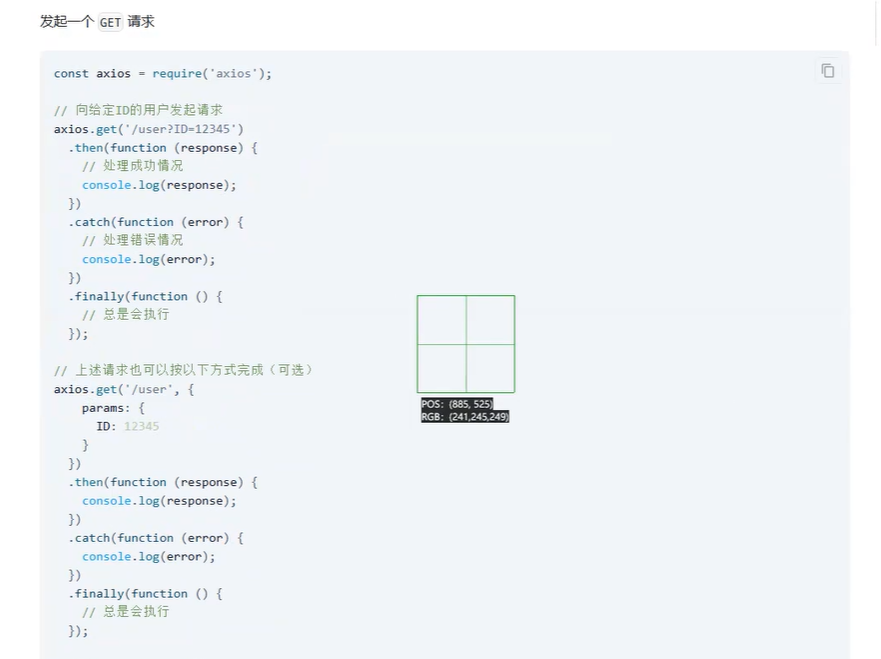 发起一个 GET 请求
const axios = require('axios');
// 向给定ID的用户发起请求
axios.get('/user?ID=12345')
  .then(function (response) {
    // 处理成功情况
    console.log(response);
  })
  .catch(function (error) {
    // 处理错误情况
    console.log(error);
  })
  .finally(function () {
    // 总是会执行
  });
// 上述请求也可以按以下方式完成（可选）
axios.get('/user', {
    params: {
      ID: 12345
    }
  })
  .then(function (response) {
    console.log(response);
  })
  .catch(function (error) {
    console.log(error);
  })
  .finally(function () {
    // 总是会执行
  });
POS: (885, 525)
RGB: (241,245,249)